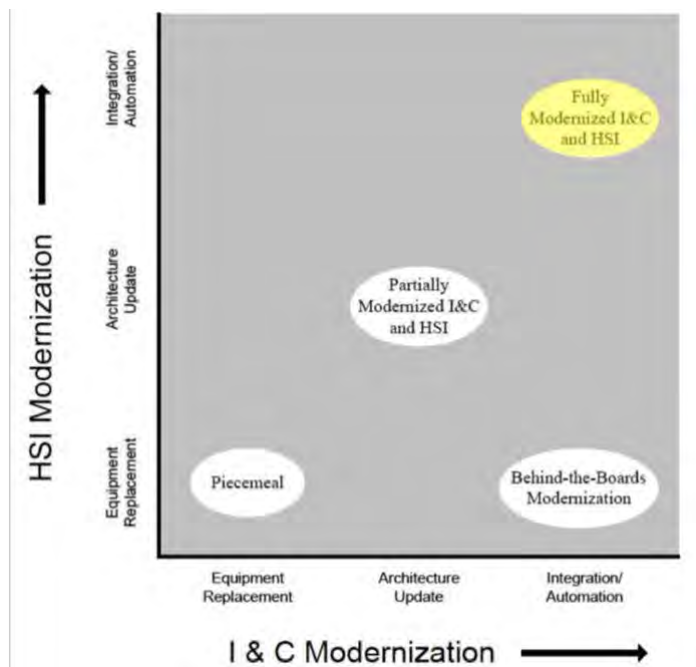 HSI Modernization
Integration/
Automation
Architecture
Update
Equipment
Replacement
Fully
Modernized I&C
and HSI
Partially
Modernized I&C
and HSI
Piecemeal
Behind-the-Boards
Modernization
Equipment
Replacement
Architecture
Update
Integration/
Automation
I & C Modernization